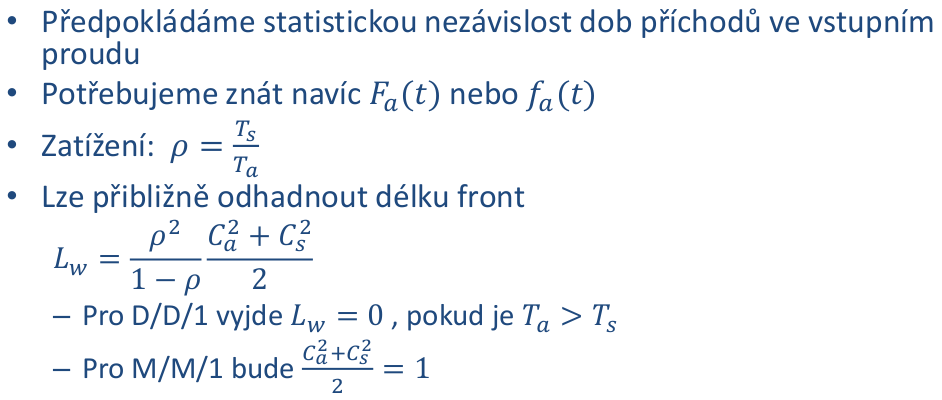 • Předpokládáme statistickou nezávislost dob příchodů ve vstupním
proudu
• Potřebujeme znát navíc $F_a(t)$ nebo $f_a(t)$
• Zatížení: $\rho = \frac{T_s}{T_a}$
• Lze přibližně odhadnout délku front
$L_w = \frac{\rho^2}{1-\rho} \frac{C_a^2 + C_s^2}{2}$
– Pro D/D/1 vyjde $L_w = 0$ , pokud je $T_a > T_s$
– Pro M/M/1 bude $\frac{C_a^2 + C_s^2}{2} = 1$